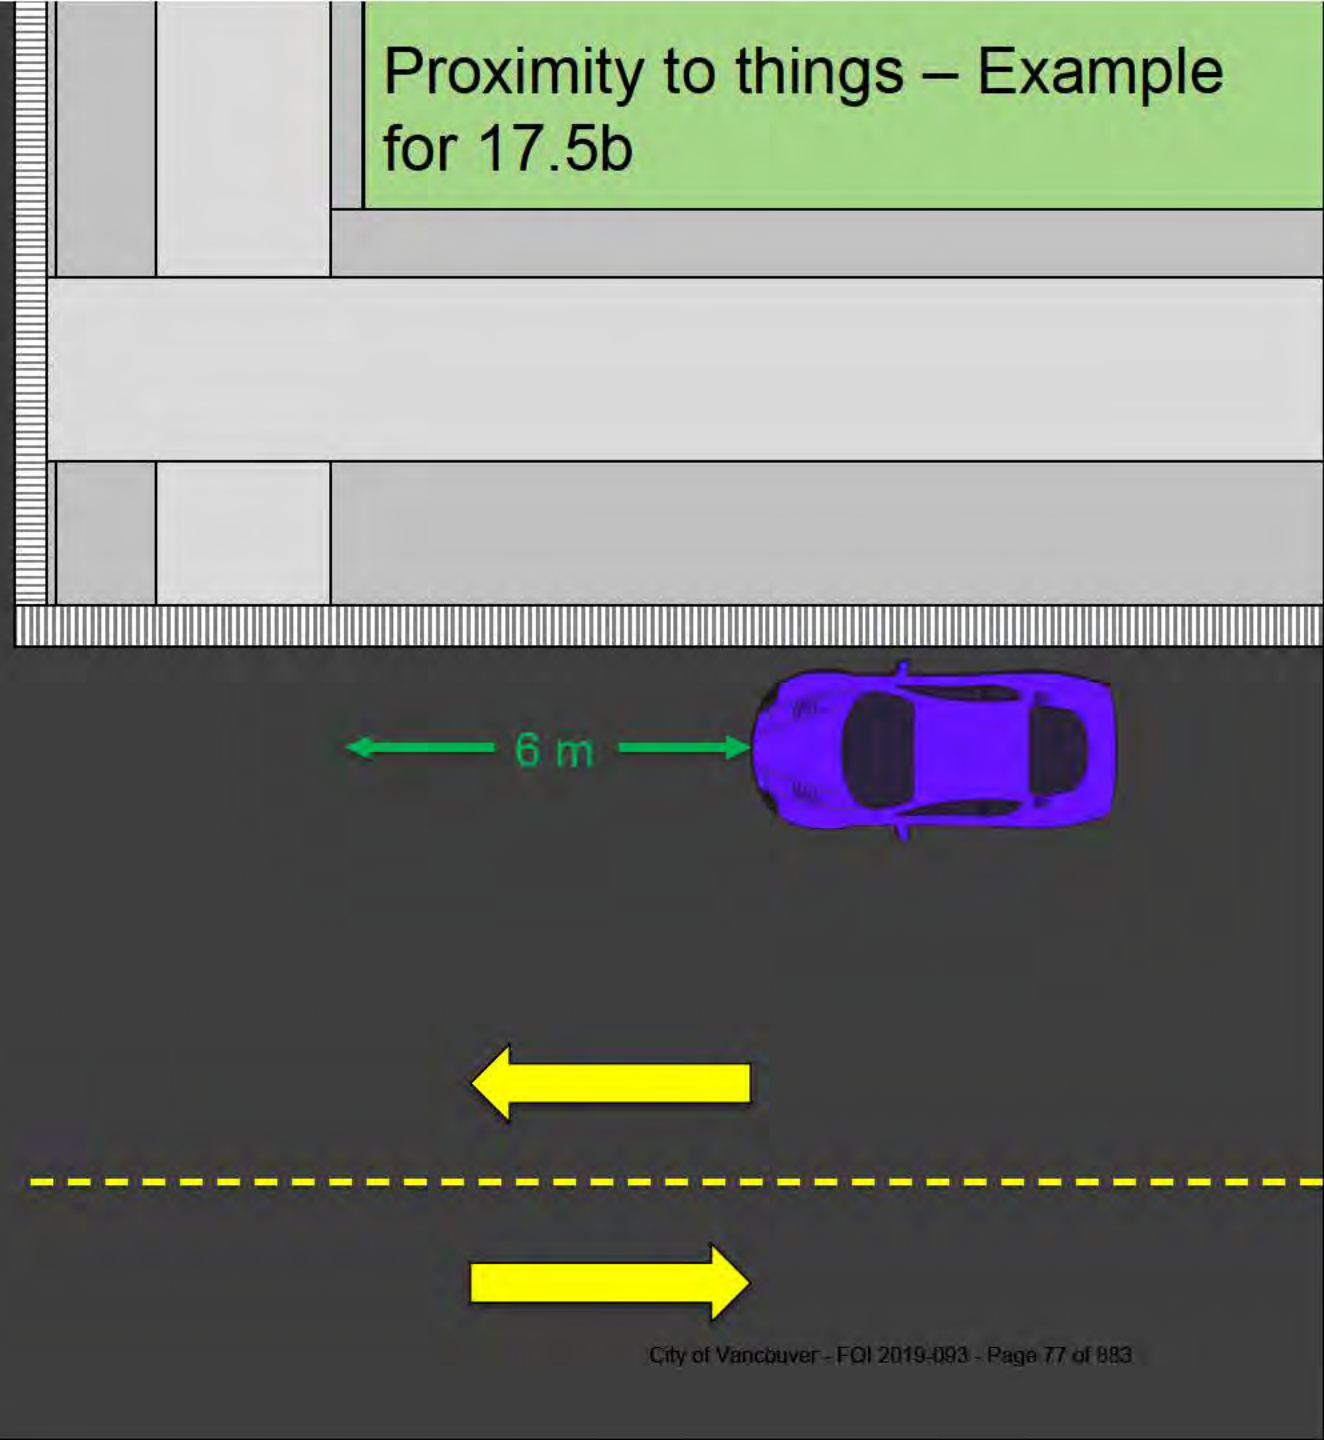 Proximity to things – Example
for 17.5b
6 m
City of Vancouver - FOI 2019-093 - Page 77 of 883